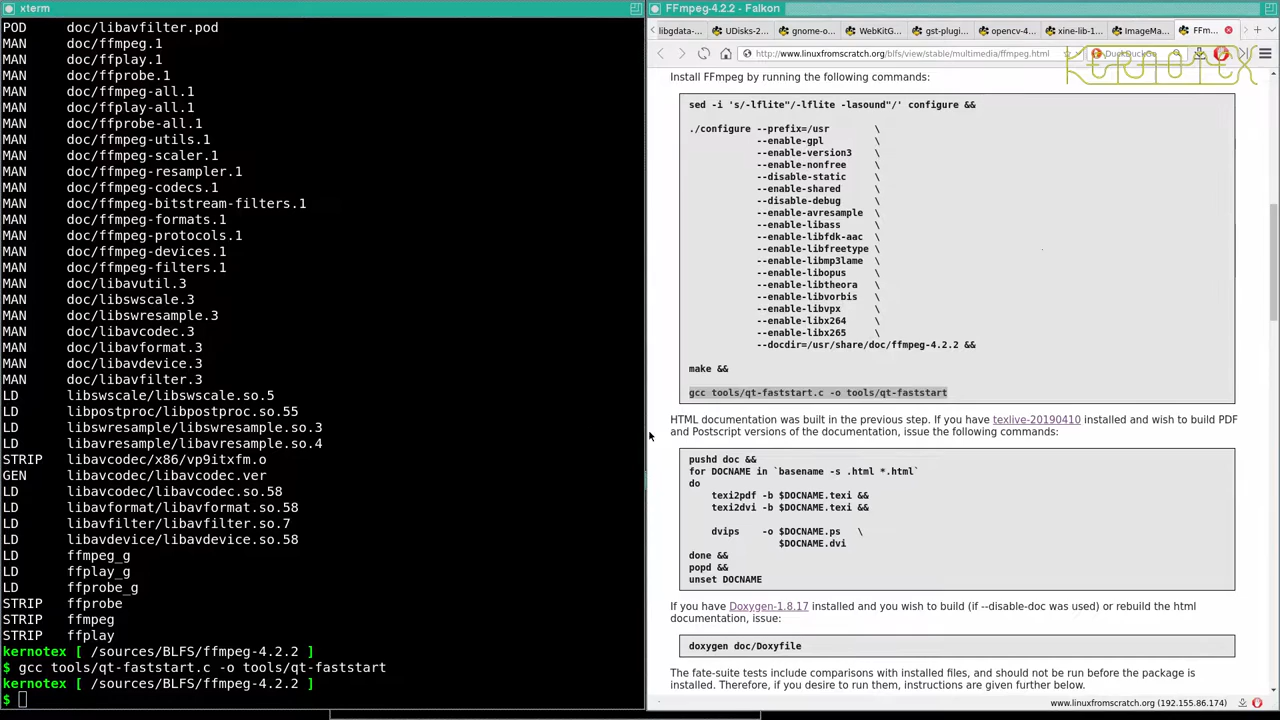 xterm
POD doc/libavfilter.pod
MAN doc/ffmpeg.1
MAN doc/ffplay.1
MAN doc/ffprobe.1
MAN doc/ffmpeg-all.1
MAN doc/ffplay-all.1
MAN doc/ffprobe-all.1
MAN doc/ffmpeg-utils.1
MAN doc/ffmpeg-scaler.1
MAN doc/ffmpeg-resampler.1
MAN doc/ffmpeg-codecs.1
MAN doc/ffmpeg-bitstream-filters.1
MAN doc/ffmpeg-formats.1
MAN doc/ffmpeg-protocols.1
MAN doc/ffmpeg-devices.1
MAN doc/ffmpeg-filters.1
MAN doc/libavutil.3
MAN doc/libswscale.3
MAN doc/libswresample.3
MAN doc/libavcodec.3
MAN doc/libavformat.3
MAN doc/libavdevice.3
MAN doc/libavfilter.3
LD libswscale/libswscale.so.5
LD libpostproc/libpostproc.so.55
LD libswresample/libswresample.so.3
LD libavresample/libavresample.so.4
STRIP libavcodec/x86/vp9itxfm.o
GEN libavcodec/libavcodec.ver
LD libavcodec/libavcodec.so.58
LD libavformat/libavformat.so.58
LD libavfilter/libavfilter.so.7
LD libavdevice/libavdevice.so.58
LD ffmpeg_g
LD ffplay_g
LD ffprobe_g
STRIP ffprobe
STRIP ffmpeg
STRIP ffplay
kernotex [ /sources/BLFS/ffmpeg-4.2.2 ]
$ gcc tools/qt-faststart.c -o tools/qt-faststart
kernotex [ /sources/BLFS/ffmpeg-4.2.2 ]
$
FFmpeg-4.2.2 - Falkon
libgdata-... UDisks-2... gnome-o... WebKitG... gst-plugi... opencv-4... xine-lib-1... ImageMa... FFm...
http://www.linuxfromscratch.org/blfs/view/stable/multimedia/ffmpeg.html DuckDuckGo
KERNOTEX
Install FFmpeg by running the following commands:
sed -i 's/-lflite"/-lflite -lasound"/' configure &&
./configure --prefix=/usr \
--enable-gpl \
--enable-version3 \
--enable-nonfree \
--disable-static \
--enable-shared \
--disable-debug \
--enable-avresample \
--enable-libass \
--enable-libfdk-aac \
--enable-libfreetype \
--enable-libmp3lame \
--enable-libopus \
--enable-libtheora \
--enable-libvorbis \
--enable-libvpx \
--enable-libx264 \
--enable-libx265 \
--docdir=/usr/share/doc/ffmpeg-4.2.2 &&
make &&
gcc tools/qt-faststart.c -o tools/qt-faststart
HTML documentation was built in the previous step. If you have texlive-20190410 installed and wish to build PDF
and Postscript versions of the documentation, issue the following commands:
pushd doc &&
for DOCNAME in `basename -s .html *.html`
do
texi2pdf -b $DOCNAME.texi &&
texi2dvi -b $DOCNAME.texi &&
dvips -o $DOCNAME.ps \
$DOCNAME.dvi
done &&
popd &&
unset DOCNAME
If you have Doxygen-1.8.17 installed and you wish to build (if --disable-doc was used) or rebuild the html
documentation, issue:
doxygen doc/Doxyfile
The fate-suite tests include comparisons with installed files, and should not be run before the package is
installed. Therefore, if you desire to run them, instructions are given further below.
www.linuxfromscratch.org (192.155.86.174)